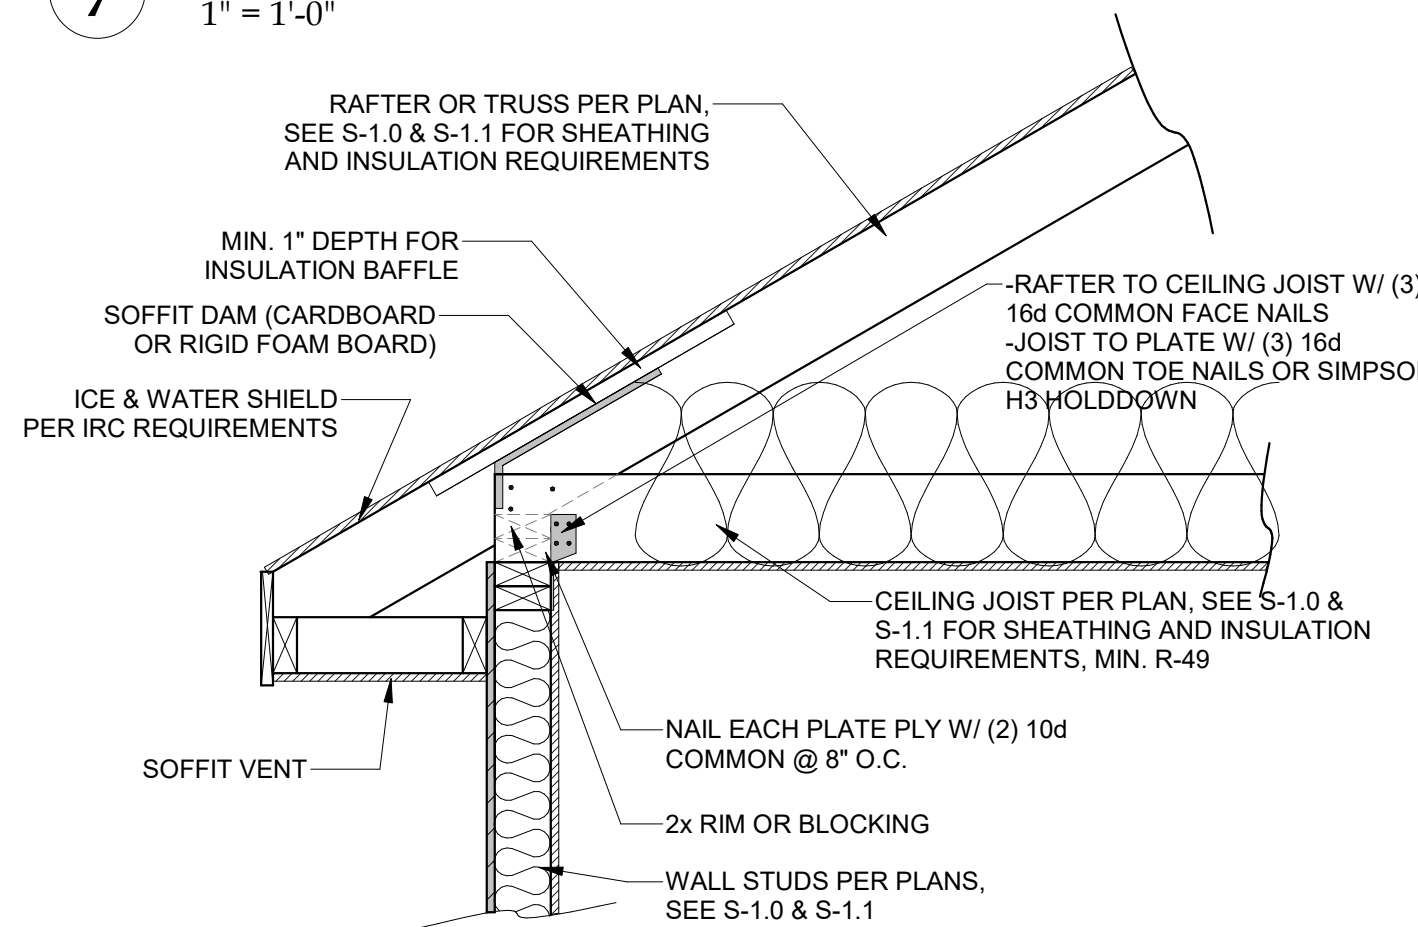 7
1" = 1'-0"
RAFTER OR TRUSS PER PLAN,
SEE S-1.0 & S-1.1 FOR SHEATHING
AND INSULATION REQUIREMENTS
MIN. 1" DEPTH FOR
INSULATION BAFFLE
SOFFIT DAM (CARDBOARD
OR RIGID FOAM BOARD)
ICE & WATER SHIELD
PER IRC REQUIREMENTS
-RAFTER TO CEILING JOIST W/ (3)
16d COMMON FACE NAILS
-JOIST TO PLATE W/ (3) 16d
COMMON TOE NAILS OR SIMPSO
H3 HOLDDOWN
CEILING JOIST PER PLAN, SEE S-1.0 &
S-1.1 FOR SHEATHING AND INSULATION
REQUIREMENTS, MIN. R-49
NAIL EACH PLATE PLY W/ (2) 10d
COMMON @ 8" O.C.
SOFFIT VENT
2x RIM OR BLOCKING
WALL STUDS PER PLANS,
SEE S-1.0 & S-1.1